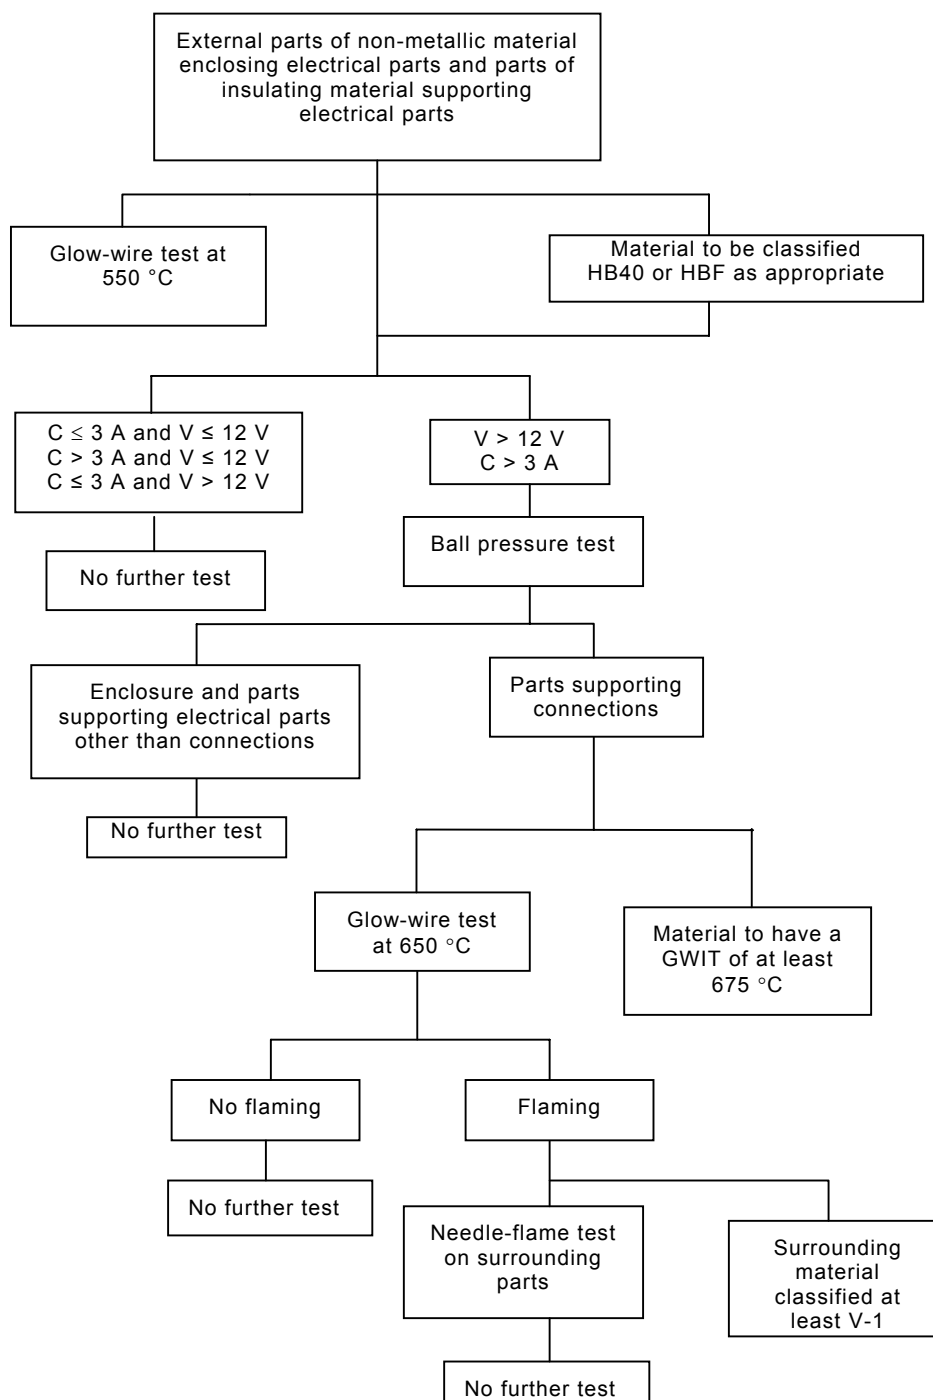 External parts of non-metallic material
enclosing electrical parts and parts of
insulating material supporting
electrical parts
Glow-wire test at
550 °C
Material to be classified
HB40 or HBF as appropriate
C ≤ 3 A and V ≤ 12 V
C > 3 A and V ≤ 12 V
C ≤ 3 A and V > 12 V
V > 12 V
C > 3 A
Ball pressure test
No further test
Enclosure and parts
supporting electrical parts
other than connections
Parts supporting
connections
No further test
Glow-wire test
at 650 °C
Material to have a
GWIT of at least
675 °C
No flaming
Flaming
No further test
Needle-flame test
on surrounding
parts
Surrounding
material
classified at
least V-1
No further test